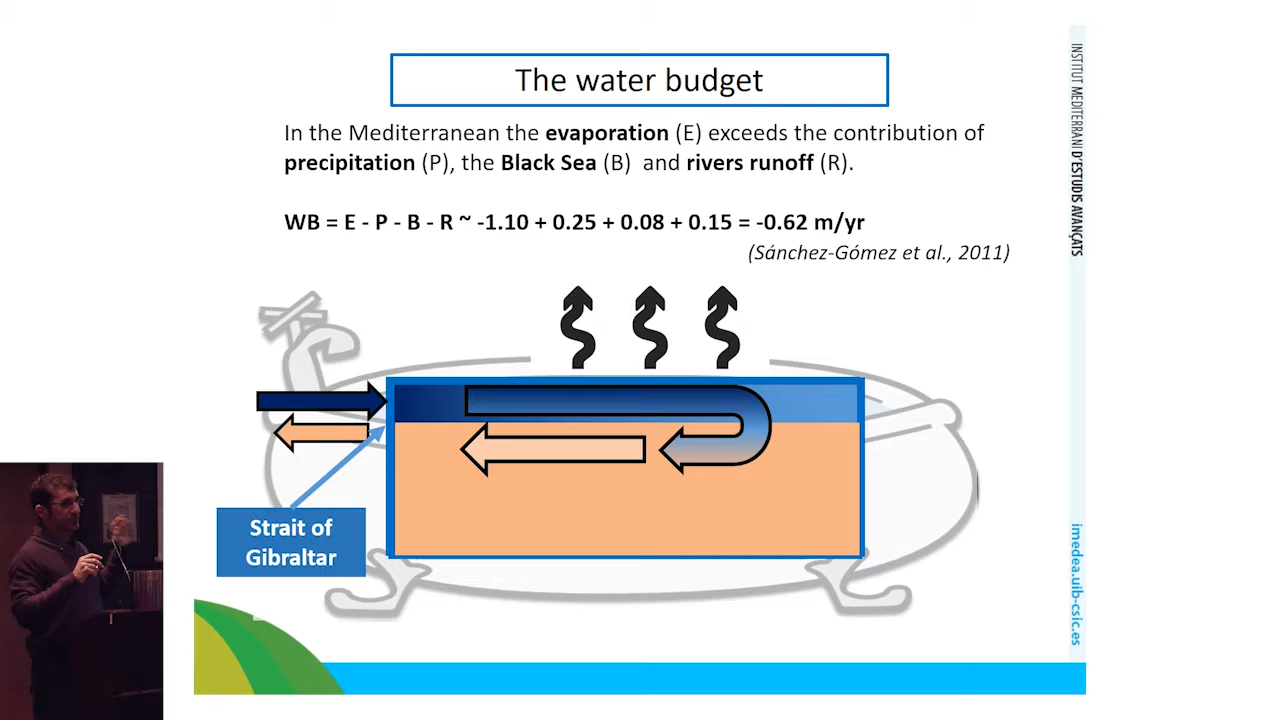 The water budget
In the Mediterranean the evaporation (E) exceeds the contribution of
precipitation (P), the Black Sea (B) and rivers runoff (R).
WB = E - P - B - R ~ -1.10 + 0.25 + 0.08 + 0.15 = -0.62 m/yr
(Sánchez-Gómez et al., 2011)
Strait of
Gibraltar
INSTITUT MEDITERRANI D'ESTUDIS AVANÇATS
imedea.uib-csic.es